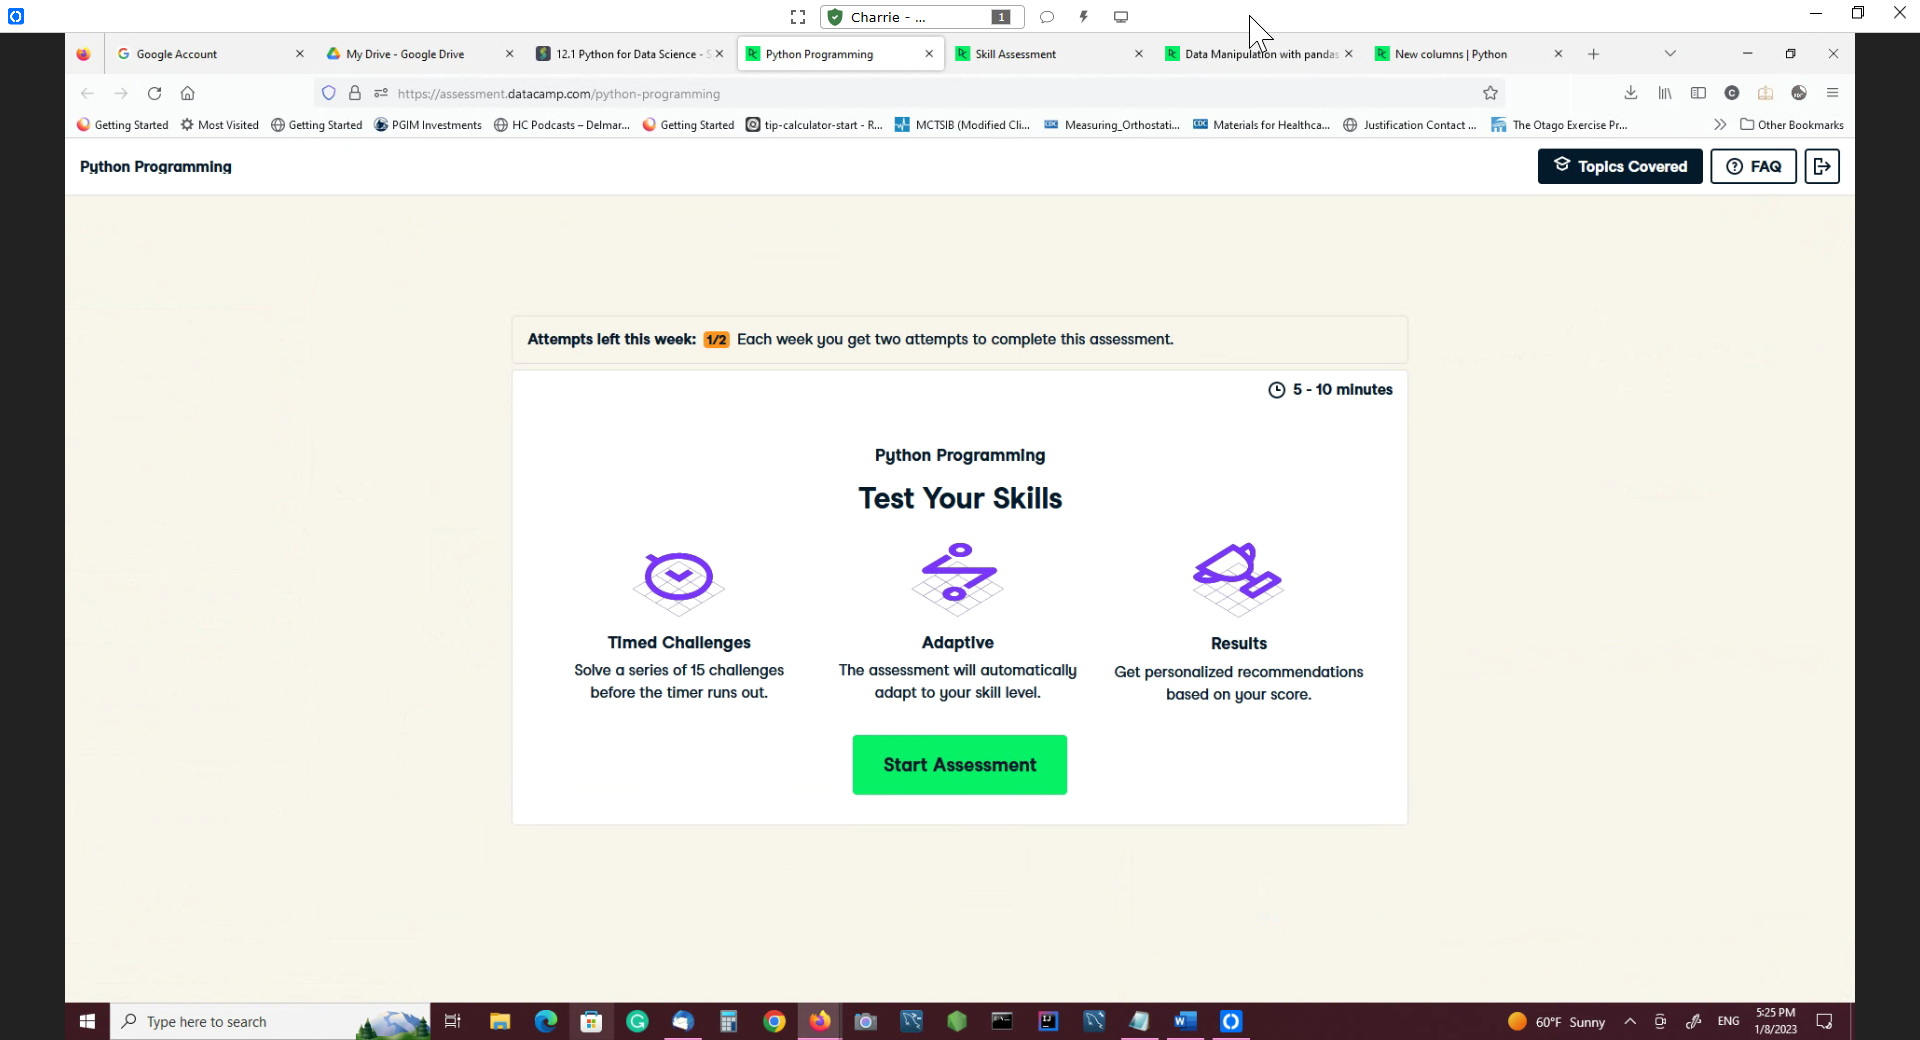 Charrie - ...
1
Google Account
My Drive - Google Drive
12.1 Python for Data Science - S
Python Programming
Skill Assessment
Data Manipulation with pandas
New columns | Python
https://assessment.datacamp.com/python-programming
Getting Started
Most Visited
Getting Started
PGIM Investments
HC Podcasts – Delmar...
Getting Started
tip-calculator-start - R...
MCTSIB (Modified Cli...
Measuring_Orthostati...
Materials for Healthca...
Justification Contact ...
The Otago Exercise Pr...
Other Bookmarks
Python Programming
Topics Covered
FAQ
Attempts left this week: 1/2 Each week you get two attempts to complete this assessment.
5 - 10 minutes
Python Programming
Test Your Skills
Timed Challenges
Solve a series of 15 challenges
before the timer runs out.
Adaptive
The assessment will automatically
adapt to your skill level.
Results
Get personalized recommendations
based on your score.
Start Assessment
Type here to search
60°F Sunny
ENG
5:25 PM
1/8/2023